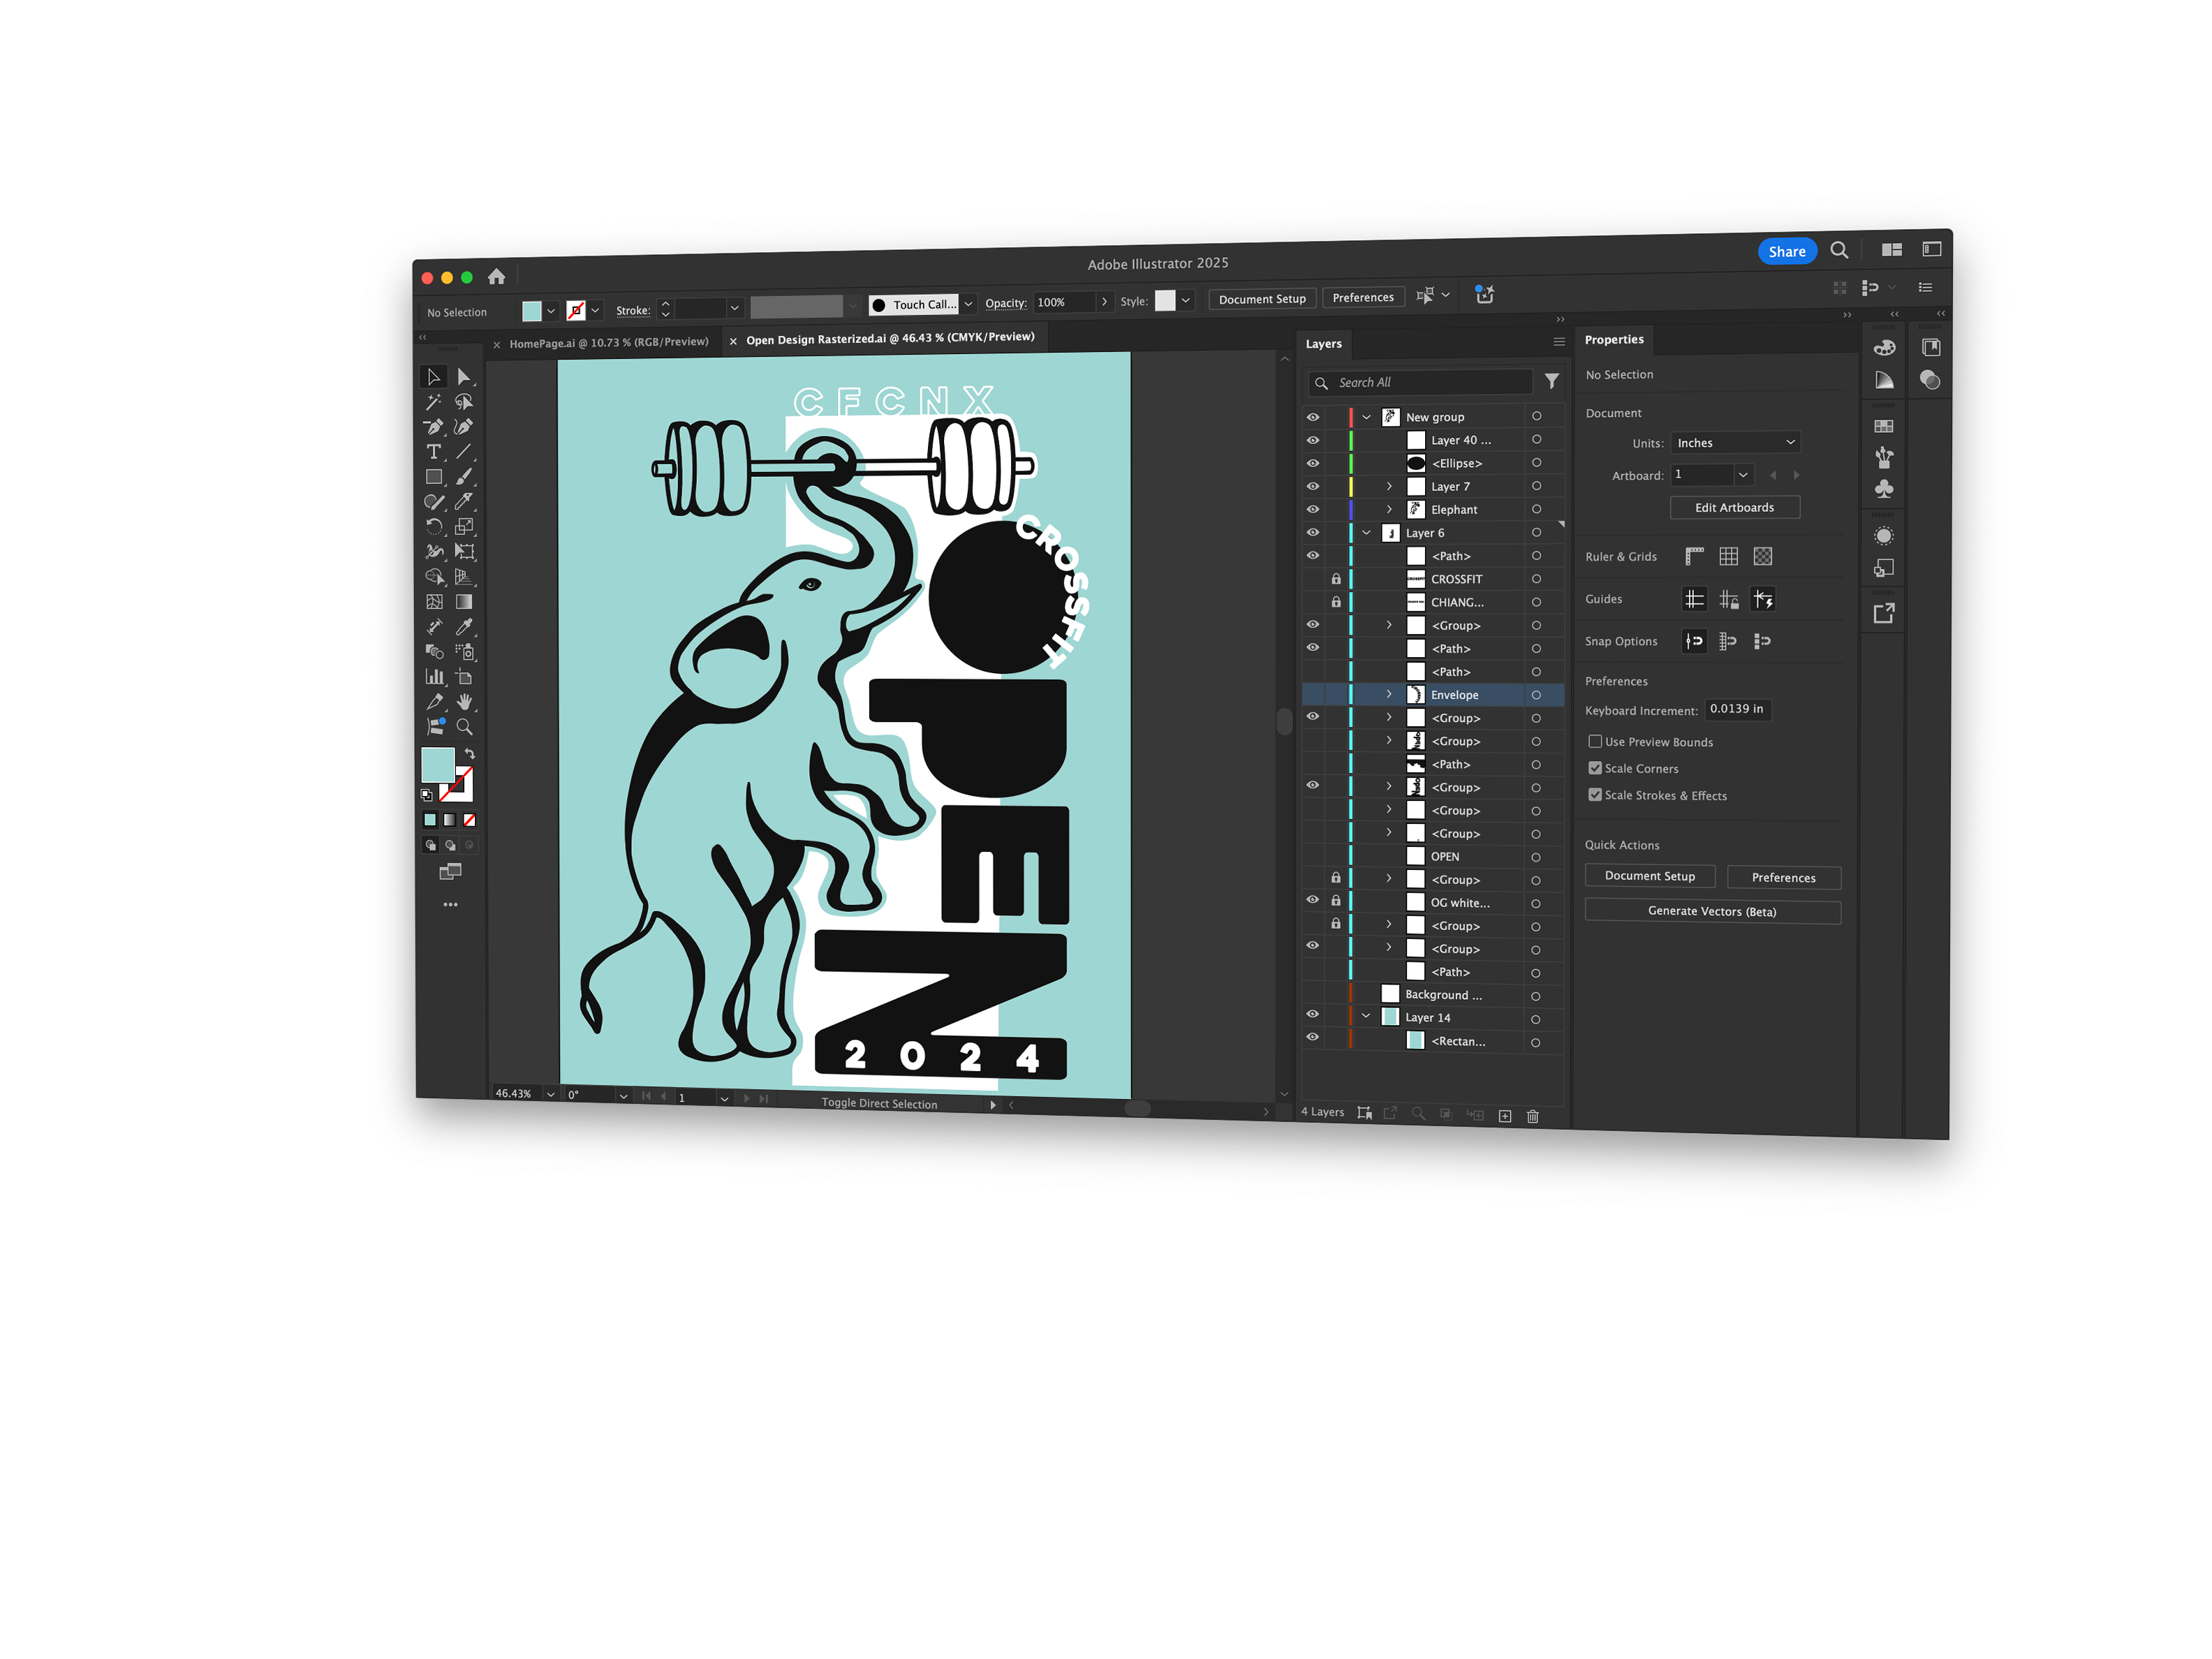 Adobe Illustrator 2025
Share
No Selection
Stroke:
Touch Call...
Opacity:
100%
Style:
Document Setup
Preferences
HomePage.ai @ 10.73 % (RGB/Preview)
Open Design Rasterized.ai @ 46.43 % (CMYK/Preview)
CFCNX
CROSSFIT
OPEN
2024
46.43%
0°
1
Toggle Direct Selection
Layers
Search All
New group
Layer 40 ...
<Ellipse>
Layer 7
Elephant
Layer 6
<Path>
CROSSFIT
CHIANG...
<Group>
<Path>
<Path>
Envelope
<Group>
<Group>
<Path>
<Group>
<Group>
<Group>
OPEN
<Group>
OG white...
<Group>
<Group>
<Path>
Background ...
Layer 14
<Rectan...
4 Layers
Properties
No Selection
Document
Units:
Inches
Artboard:
1
Edit Artboards
Ruler & Grids
Guides
Snap Options
Preferences
Keyboard Increment:
0.0139 in
Use Preview Bounds
Scale Corners
Scale Strokes & Effects
Quick Actions
Document Setup
Preferences
Generate Vectors (Beta)